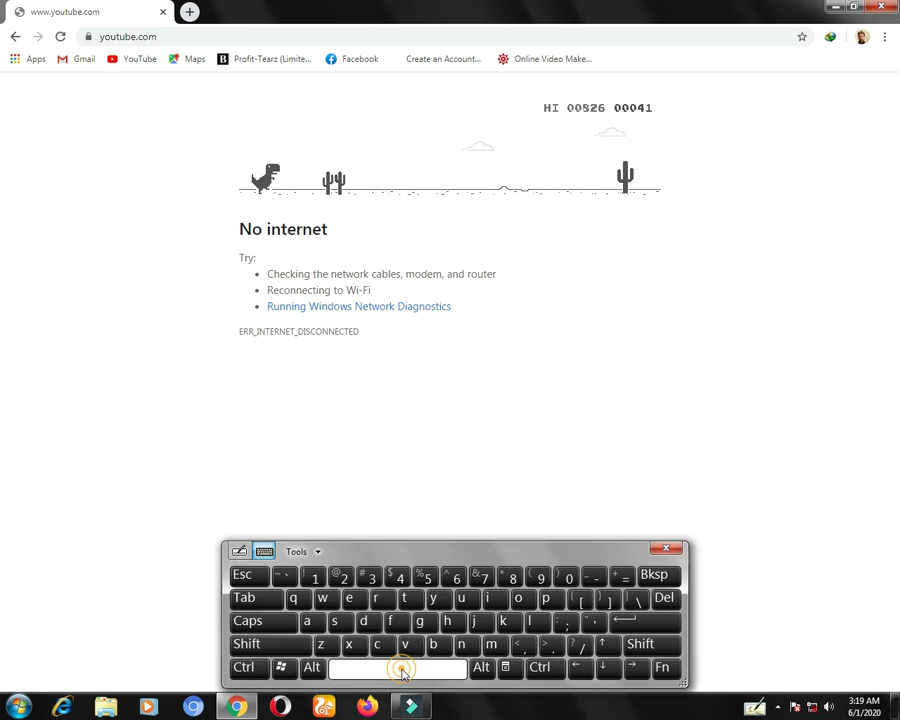 www.youtube.com
youtube.com
Apps Gmail YouTube Maps Profit-Tearz (Limite... Facebook Create an Account... Online Video Make...
HI 00826 00041
No internet
Try:
• Checking the network cables, modem, and router
• Reconnecting to Wi-Fi
• Running Windows Network Diagnostics
ERR_INTERNET_DISCONNECTED
Tools
Esc ~ ` ! 1 @ 2 # 3 $ 4 % 5 ^ 6 & 7 * 8 ( 9 ) 0 _ - + = Bksp
Tab q w e r t y u i o p { [ } ] | \ Del
Caps a s d f g h j k l : ; " '
Shift z x c v b n m < , > . ? / ↑ Shift
Ctrl Alt Alt Ctrl ← ↓ → Fn
3:19 AM
6/1/2020